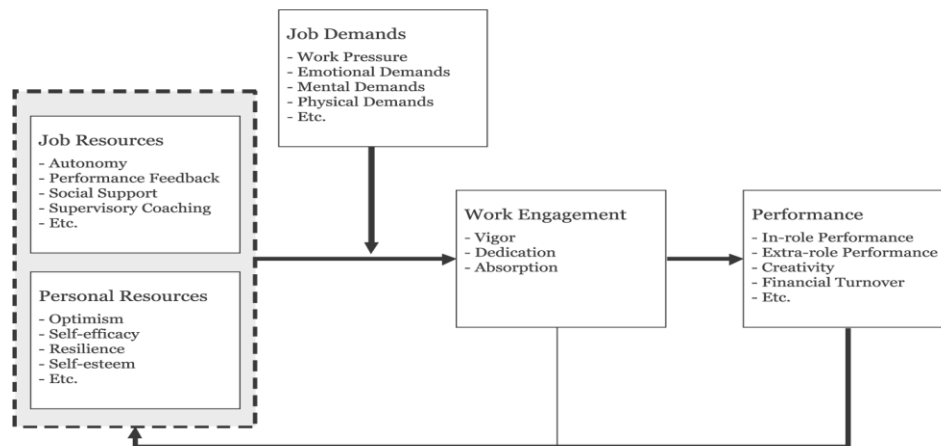 Job Demands
- Work Pressure
- Emotional Demands
- Mental Demands
- Physical Demands
- Etc.
Job Resources
- Autonomy
- Performance Feedback
- Social Support
- Supervisory Coaching
- Etc.
Personal Resources
- Optimism
- Self-efficacy
- Resilience
- Self-esteem
- Etc.
Work Engagement
- Vigor
- Dedication
- Absorption
Performance
- In-role Performance
- Extra-role Performance
- Creativity
- Financial Turnover
- Etc.